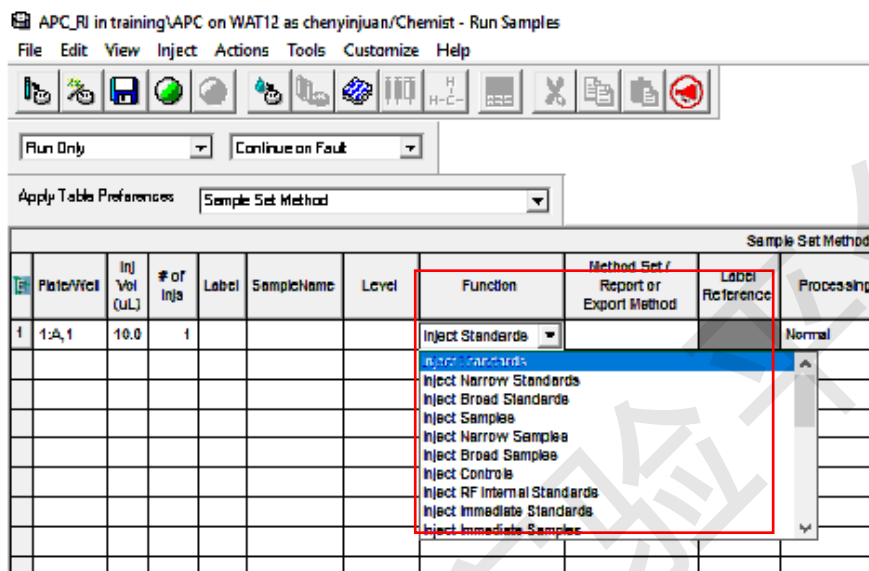 APC_RI in training\APC on WAT12 as chenyinjuan/Chemist - Run Samples
File Edit View Inject Actions Tools Customize Help
Run Only Continue on Fault
Apply Table Preferences Sample Set Method
Sample Set Method
Plate/Well Inj Vol (uL) # of Injs Label SampleName Level Function Method Set / Report or Export Method Label Reference Processing
1 1:A,1 10.0 1 Inject Standards Normal
Inject Standards
Inject Narrow Standards
Inject Broad Standards
Inject Samples
Inject Narrow Samples
Inject Broad Samples
Inject Controls
Inject RF Internal Standards
Inject Immediate Standards
Inject Immediate Samples
验